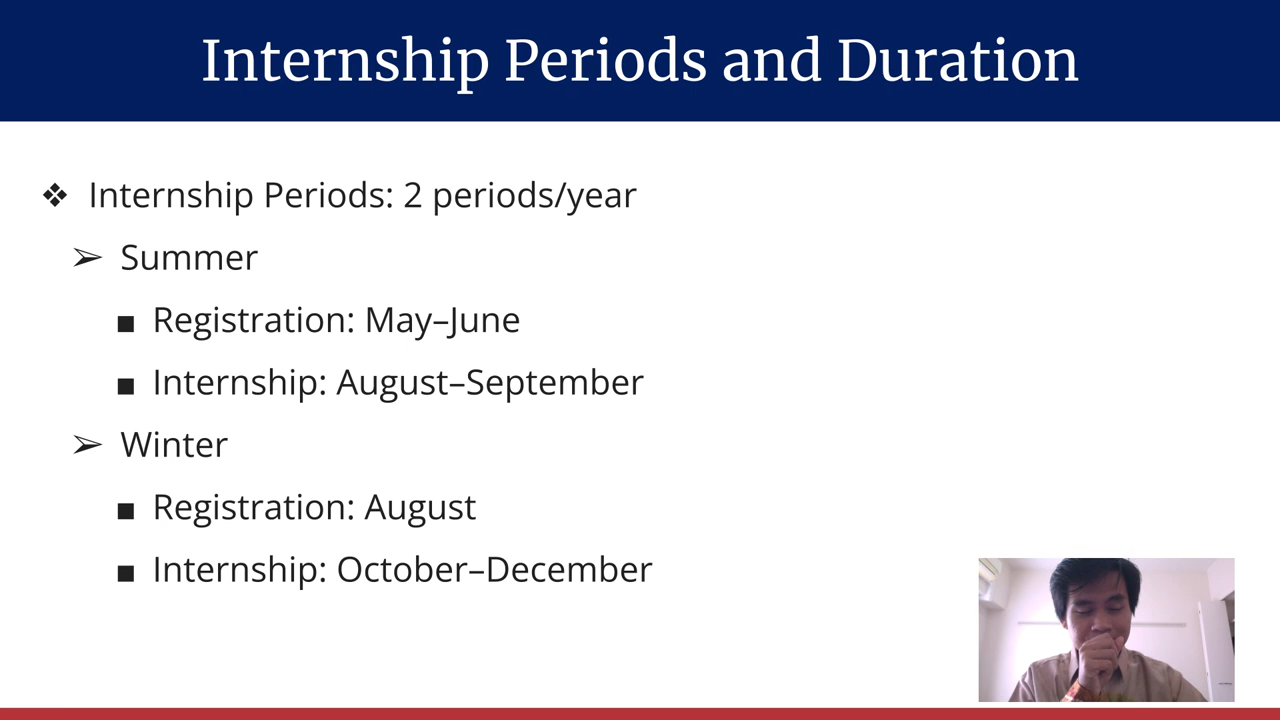 Internship Periods and Duration
❖ Internship Periods: 2 periods/year
➢ Summer
■ Registration: May–June
■ Internship: August–September
➢ Winter
■ Registration: August
■ Internship: October–December